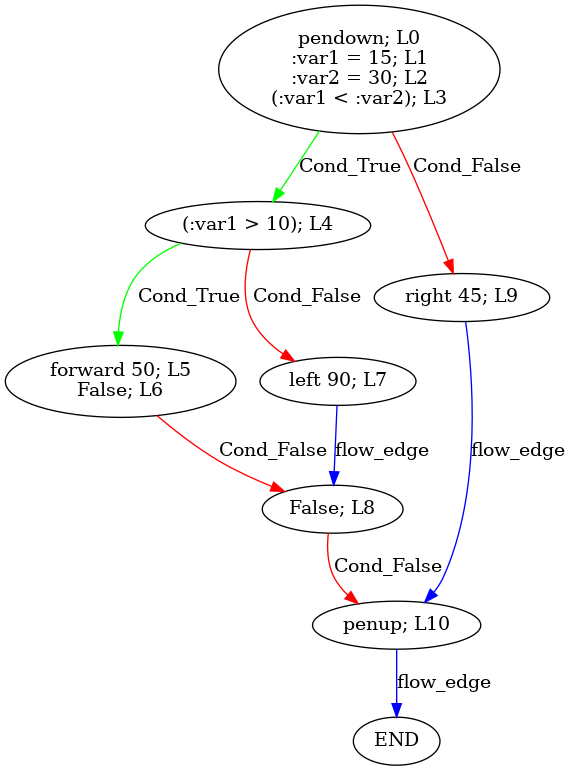 pendown; L0
:var1 = 15; L1
:var2 = 30; L2
(:var1 < :var2); L3
Cond_True
Cond_False
(:var1 > 10); L4
Cond_True
Cond_False
right 45; L9
forward 50; L5
False; L6
left 90; L7
Cond_False
flow_edge
flow_edge
False; L8
Cond_False
penup; L10
flow_edge
END